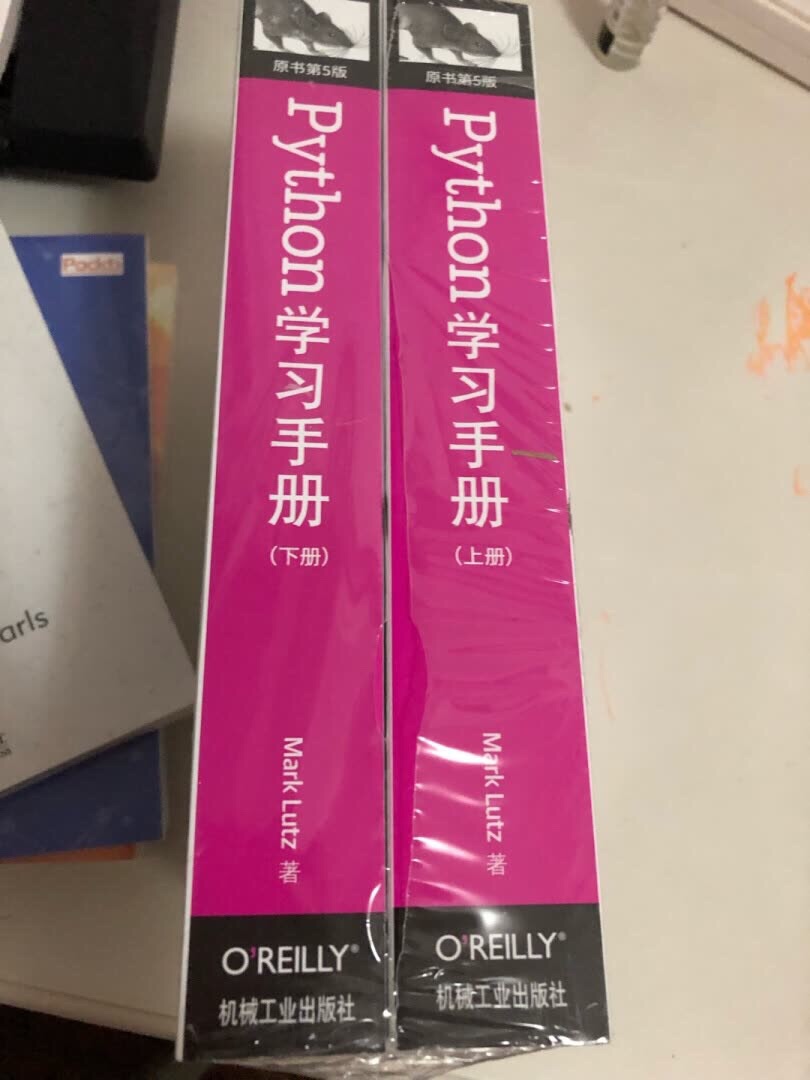 原书第5版
Python学习手册
（下册）
Mark Lutz 著
O'REILLY®
机械工业出版社
原书第5版
Python学习手册
（上册）
Mark Lutz 著
O'REILLY®
机械工业出版社
Packt>
arls